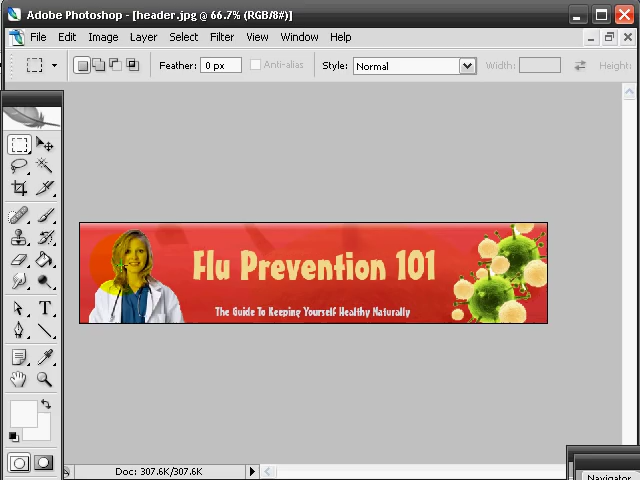 Adobe Photoshop - [header.jpg @ 66.7% (RGB/8#)]
File Edit Image Layer Select Filter View Window Help
Feather: 0 px Anti-alias Style: Normal Width: Height:
Flu Prevention 101
The Guide To Keeping Yourself Healthy Naturally
Doc: 307.6K/307.6K
Navigator